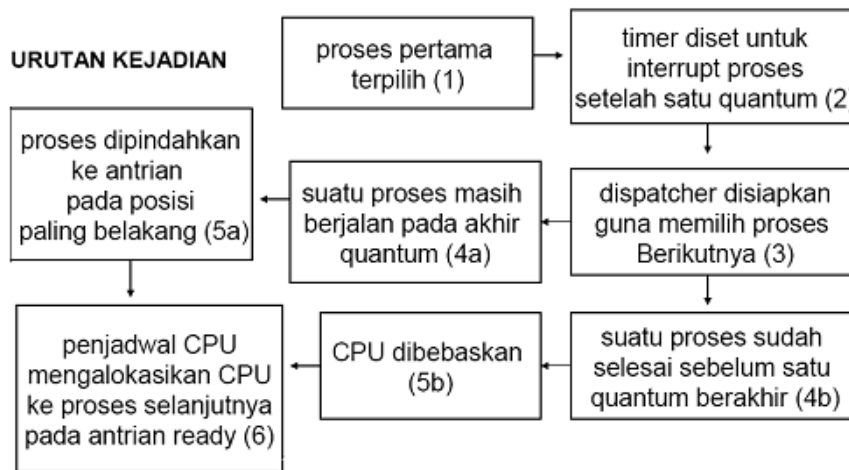 URUTAN KEJADIAN
proses pertama
terpilih (1)
timer diset untuk
interrupt proses
setelah satu quantum (2)
dispatcher disiapkan
guna memilih proses
Berikutnya (3)
suatu proses masih
berjalan pada akhir
quantum (4a)
proses dipindahkan
ke antrian
pada posisi
paling belakang (5a)
suatu proses sudah
selesai sebelum satu
quantum berakhir (4b)
CPU dibebaskan
(5b)
penjadwal CPU
mengalokasikan CPU
ke proses selanjutnya
pada antrian ready (6)